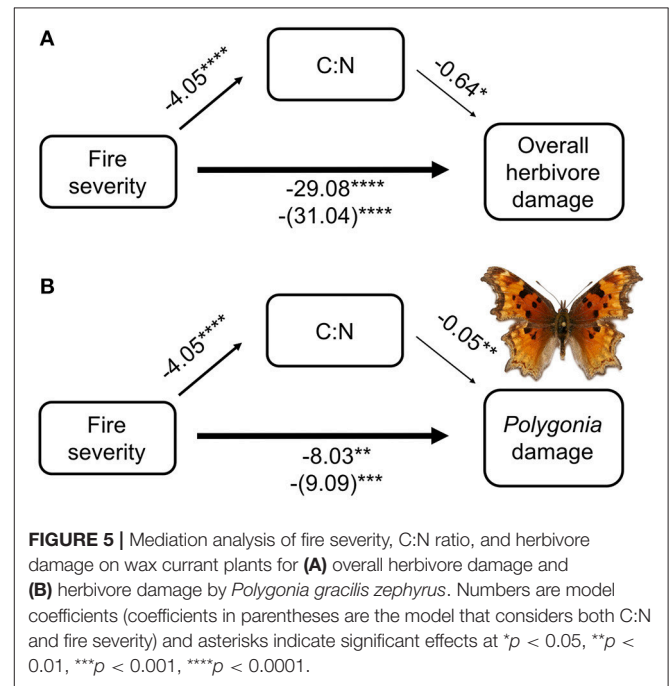 A
C:N
-4.05****
-0.64*
Fire
severity
Overall
herbivore
damage
-29.08****
-(31.04)****
B
C:N
-4.05****
-0.05**
Fire
severity
Polygonia
damage
-8.03**
-(9.09)***
FIGURE 5 | Mediation analysis of fire severity, C:N ratio, and herbivore
damage on wax currant plants for (A) overall herbivore damage and
(B) herbivore damage by Polygonia gracilis zephyrus. Numbers are model
coefficients (coefficients in parentheses are the model that considers both C:N
and fire severity) and asterisks indicate significant effects at *p < 0.05, **p <
0.01, ***p < 0.001, ****p < 0.0001.